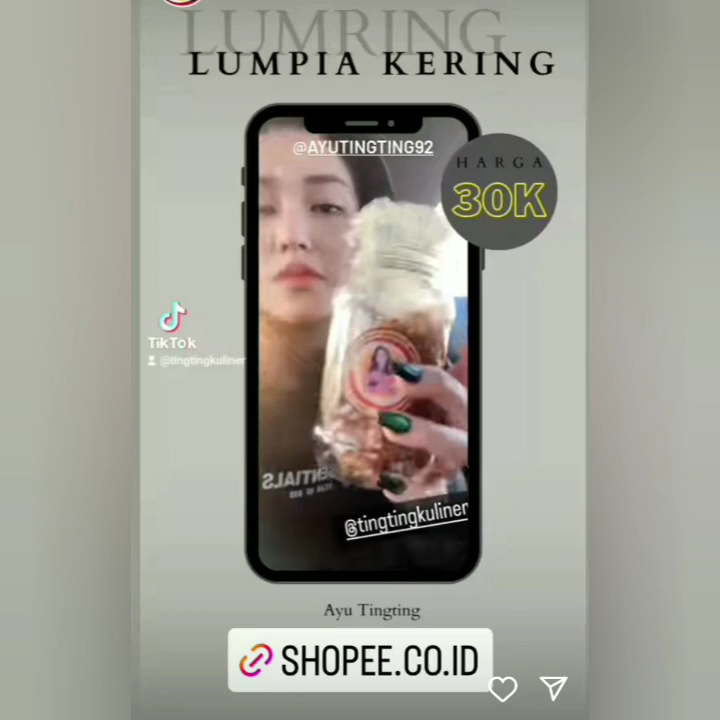 LUMRING
LUMPIA KERING
@AYUTINGTING92
HARGA
30K
TikTok
@tingtingkuliner
@tingtingkuliner
Ayu Tingting
SHOPEE.CO.ID